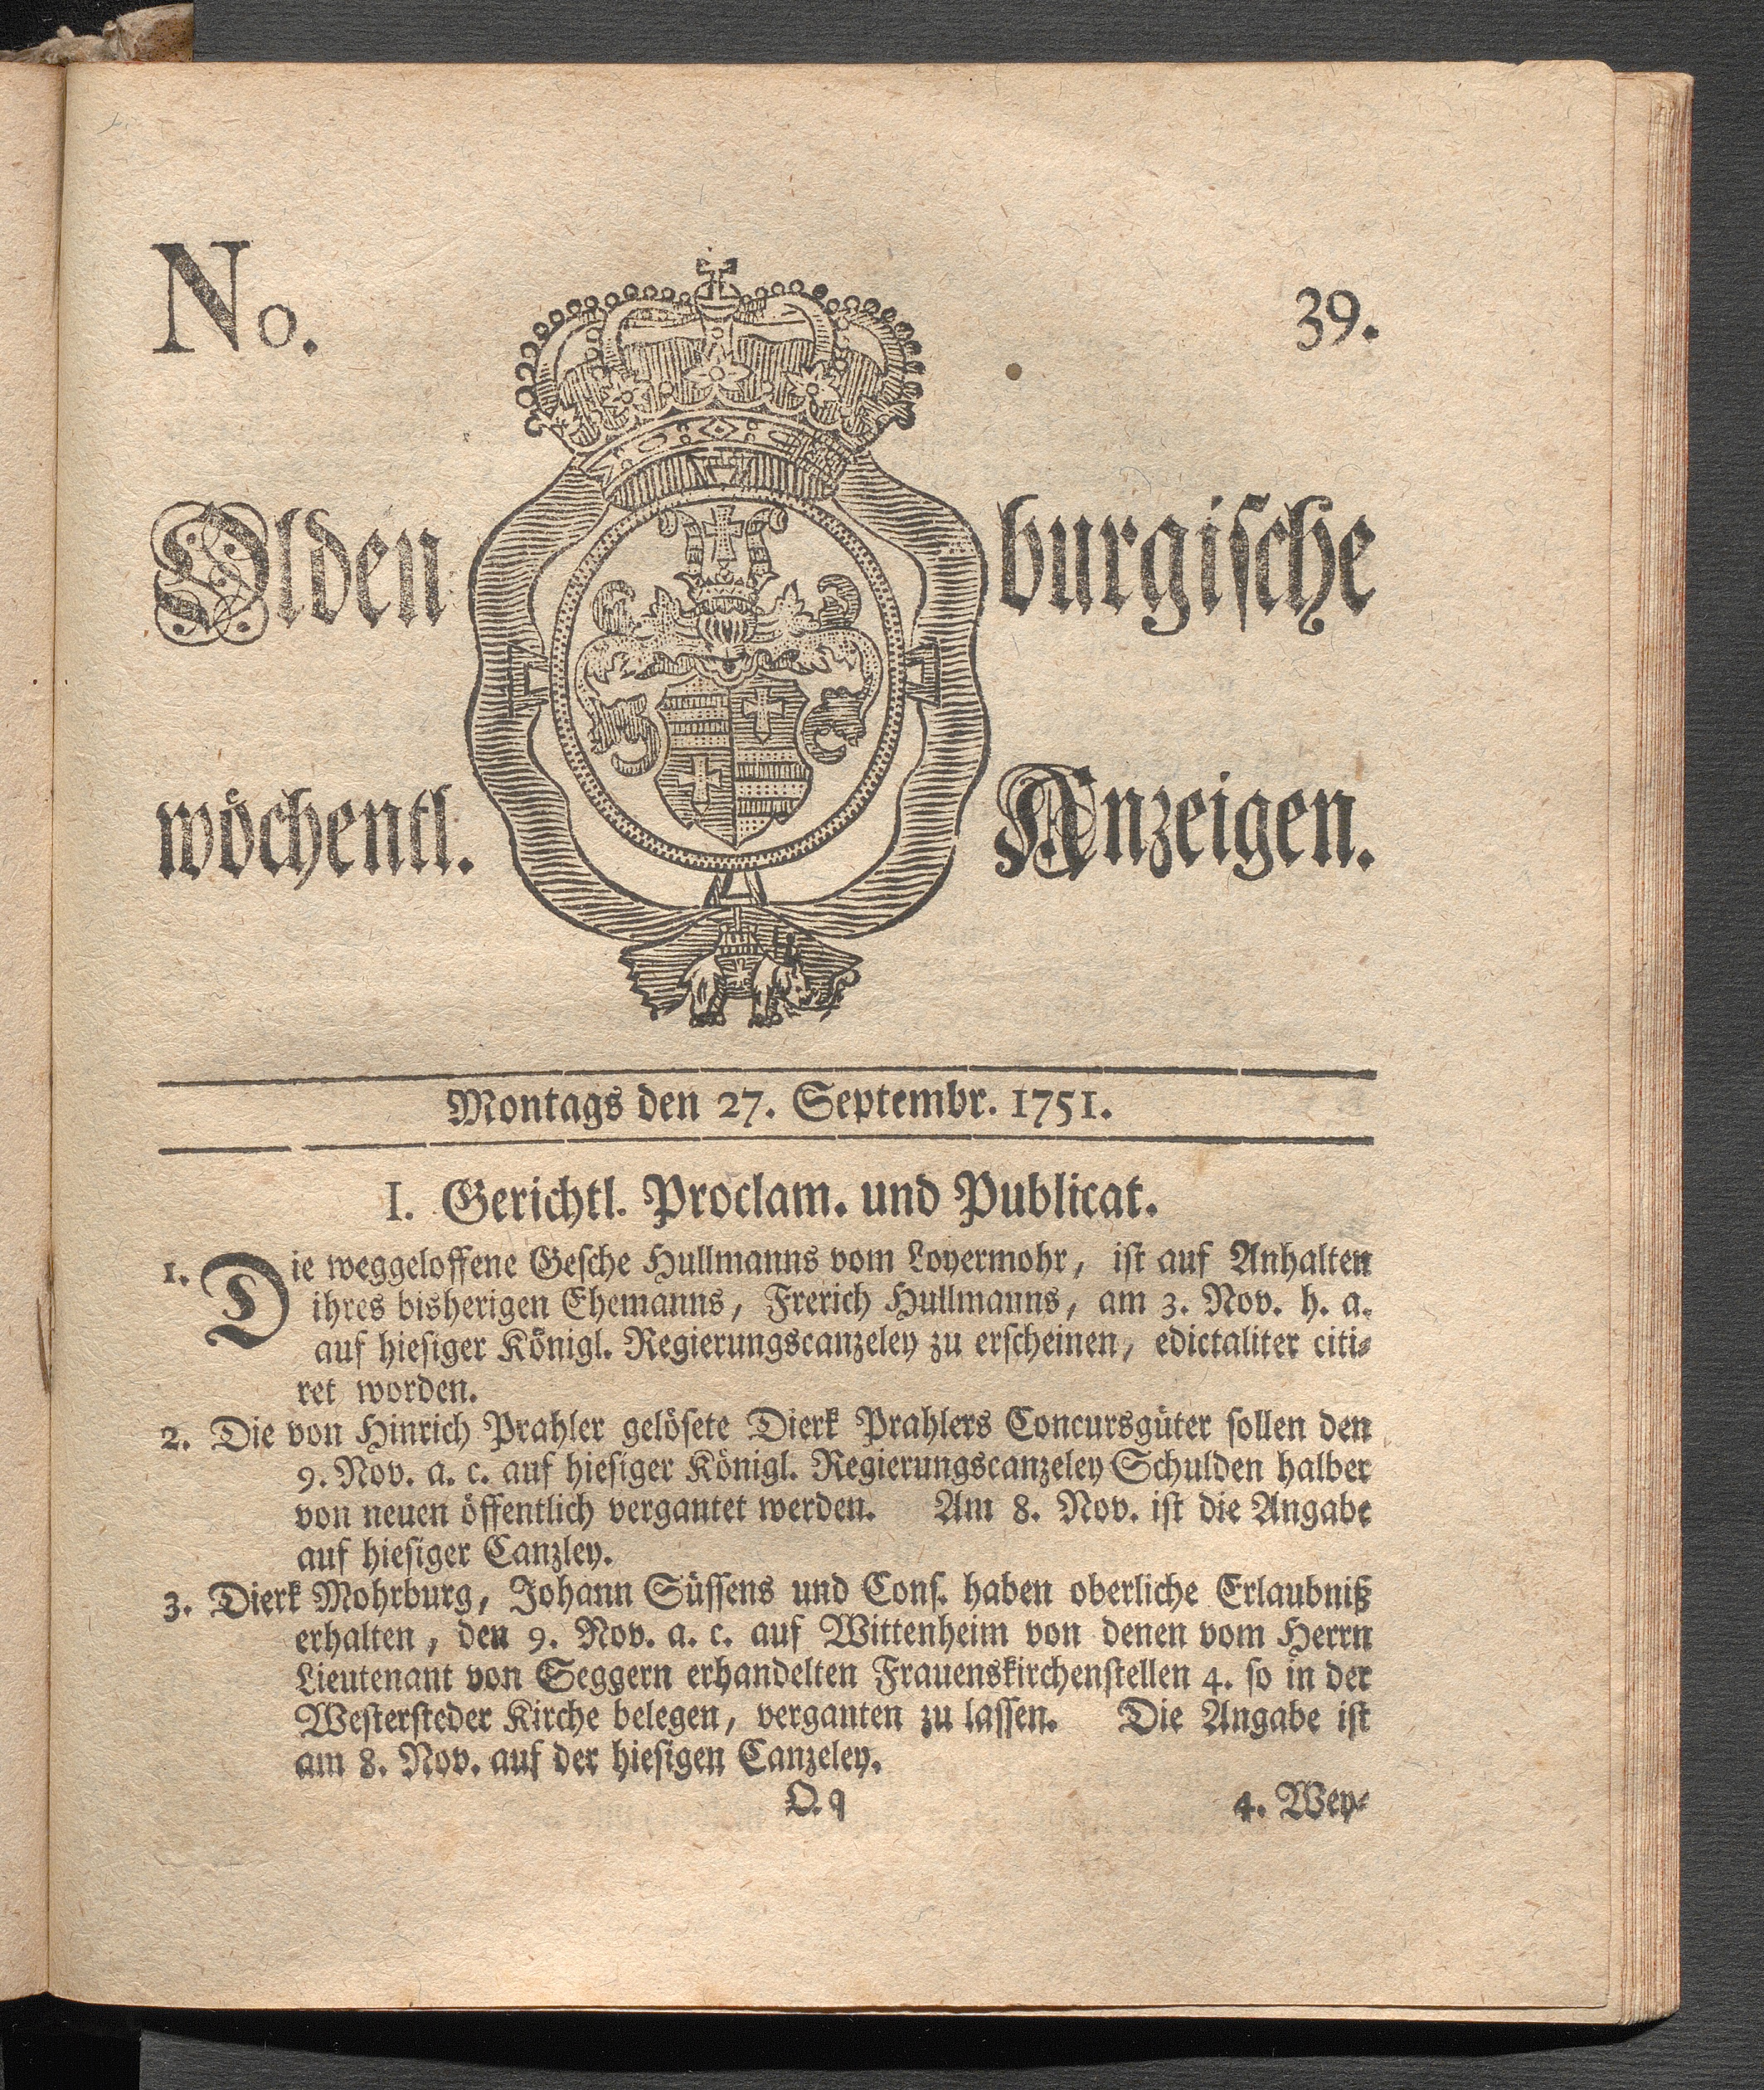 No. 39.
Olden burgische
wöchentl. Anzeigen.
Montags den 27. Septembr. 1751.
I. Gerichtl. Proclam. und Publicat.
1. Die weggeloffene Gesche Hullmanns vom Loyermohr, ist auf Anhalten
ihres bisherigen Ehemanns, Frerich Hullmanns, am 3. Nov. h. a.
auf hiesiger Königl. Regierungscanzeley zu erscheinen, edictaliter citi-
ret worden.
2. Die von Hinrich Prahler gelösete Dierk Prahlers Concursgüter sollen den
9. Nov. a. c. auf hiesiger Königl. Regierungscanzeley Schulden halber
von neuen öffentlich vergantet werden. Am 8. Nov. ist die Angabe
auf hiesiger Canzley.
3. Dierk Mohrburg, Johann Süssens und Cons. haben oberliche Erlaubniß
erhalten, den 9. Nov. a. c. auf Wittenheim von denen vom Herrn
Lieutenant von Seggern erhandelten Frauenskirchenstellen 4. so in der
Westersteder Kirche belegen, verganten zu lassen. Die Angabe ist
am 8. Nov. auf der hiesigen Canzeley.
Q. q 4. Wey-